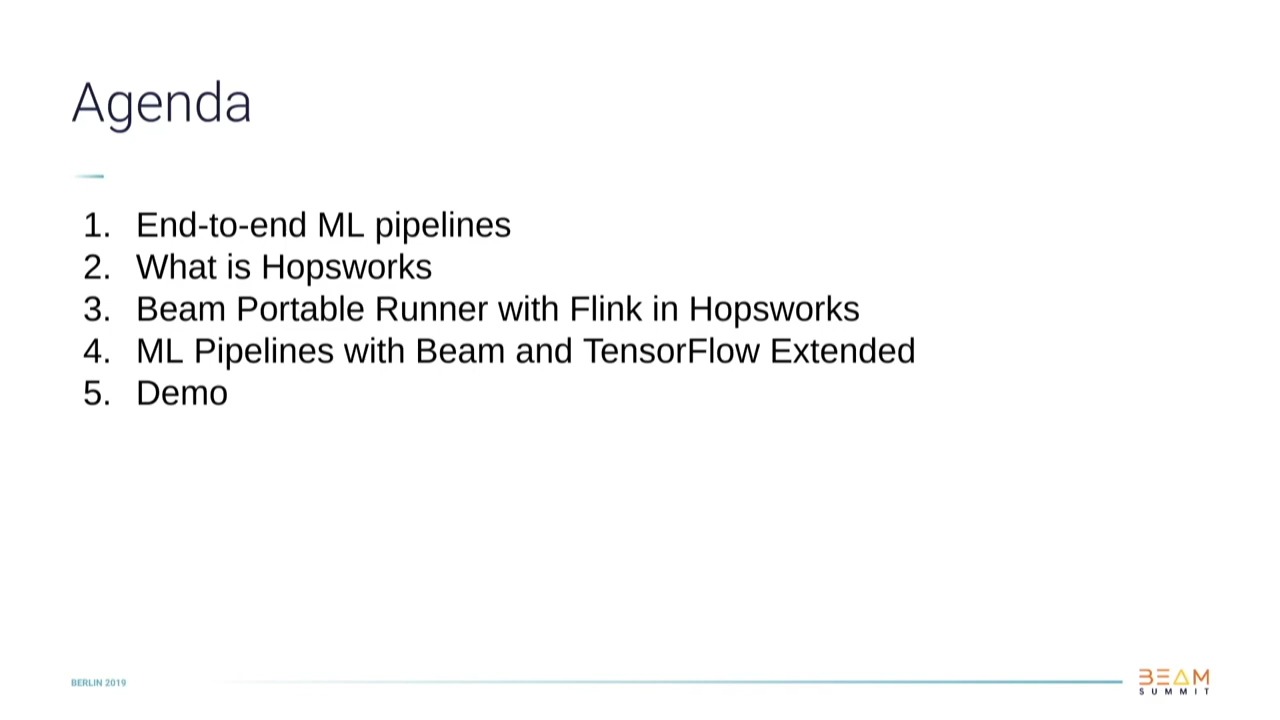 Agenda
1. End-to-end ML pipelines
2. What is Hopsworks
3. Beam Portable Runner with Flink in Hopsworks
4. ML Pipelines with Beam and TensorFlow Extended
5. Demo
BERLIN 2019
BEAM
SUMMIT